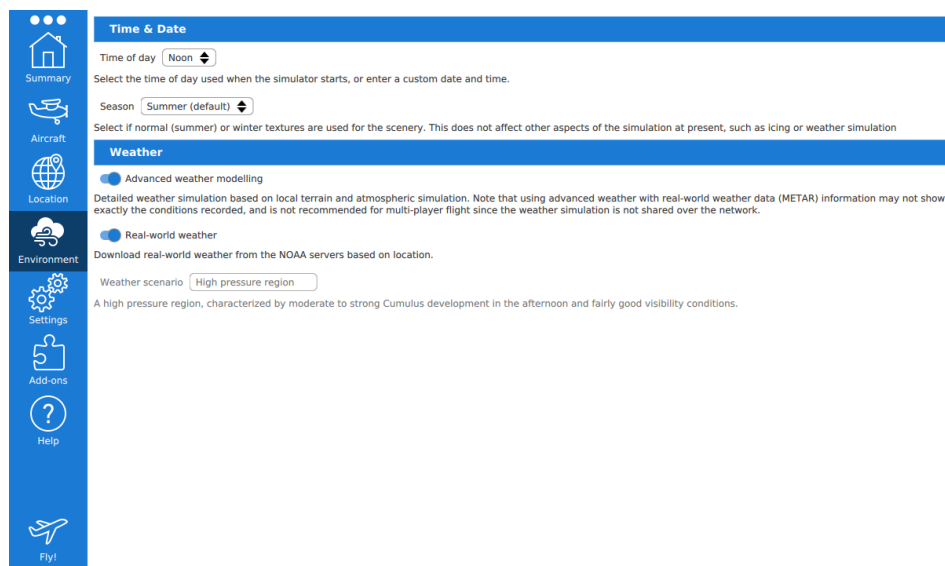 Summary
Aircraft
Location
Environment
Settings
Add-ons
?
Help
Fly!
Time & Date
Time of day Noon
Select the time of day used when the simulator starts, or enter a custom date and time.
Season Summer (default)
Select if normal (summer) or winter textures are used for the scenery. This does not affect other aspects of the simulation at present, such as icing or weather simulation
Weather
Advanced weather modelling
Detailed weather simulation based on local terrain and atmospheric simulation. Note that using advanced weather with real-world weather data (METAR) information may not show
exactly the conditions recorded, and is not recommended for multi-player flight since the weather simulation is not shared over the network.
Real-world weather
Download real-world weather from the NOAA servers based on location.
Weather scenario High pressure region
A high pressure region, characterized by moderate to strong Cumulus development in the afternoon and fairly good visibility conditions.